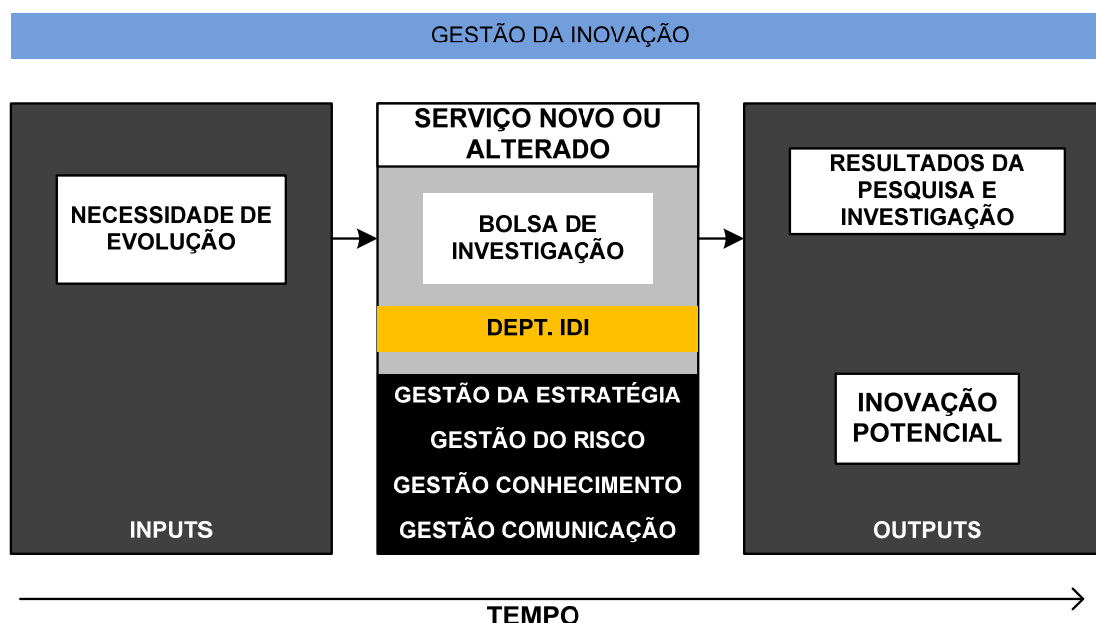 GESTÃO DA INOVAÇÃO
NECESSIDADE DE
EVOLUÇÃO
INPUTS
SERVIÇO NOVO OU
ALTERADO
BOLSA DE
INVESTIGAÇÃO
DEPT. IDI
GESTÃO DA ESTRATÉGIA
GESTÃO DO RISCO
GESTÃO CONHECIMENTO
GESTÃO COMUNICAÇÃO
RESULTADOS DA
PESQUISA E
INVESTIGAÇÃO
INOVAÇÃO
POTENCIAL
OUTPUTS
TEMPO